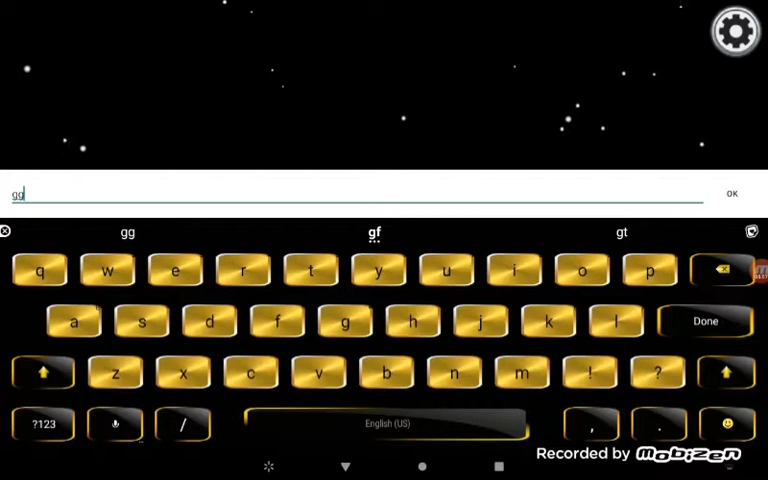 gg
OK
gg gf gt
q w e r t y u i o p
a s d f g h j k l Done
z x c v b n m ! ?
?123 / English (US) , .
Recorded by Mobizen